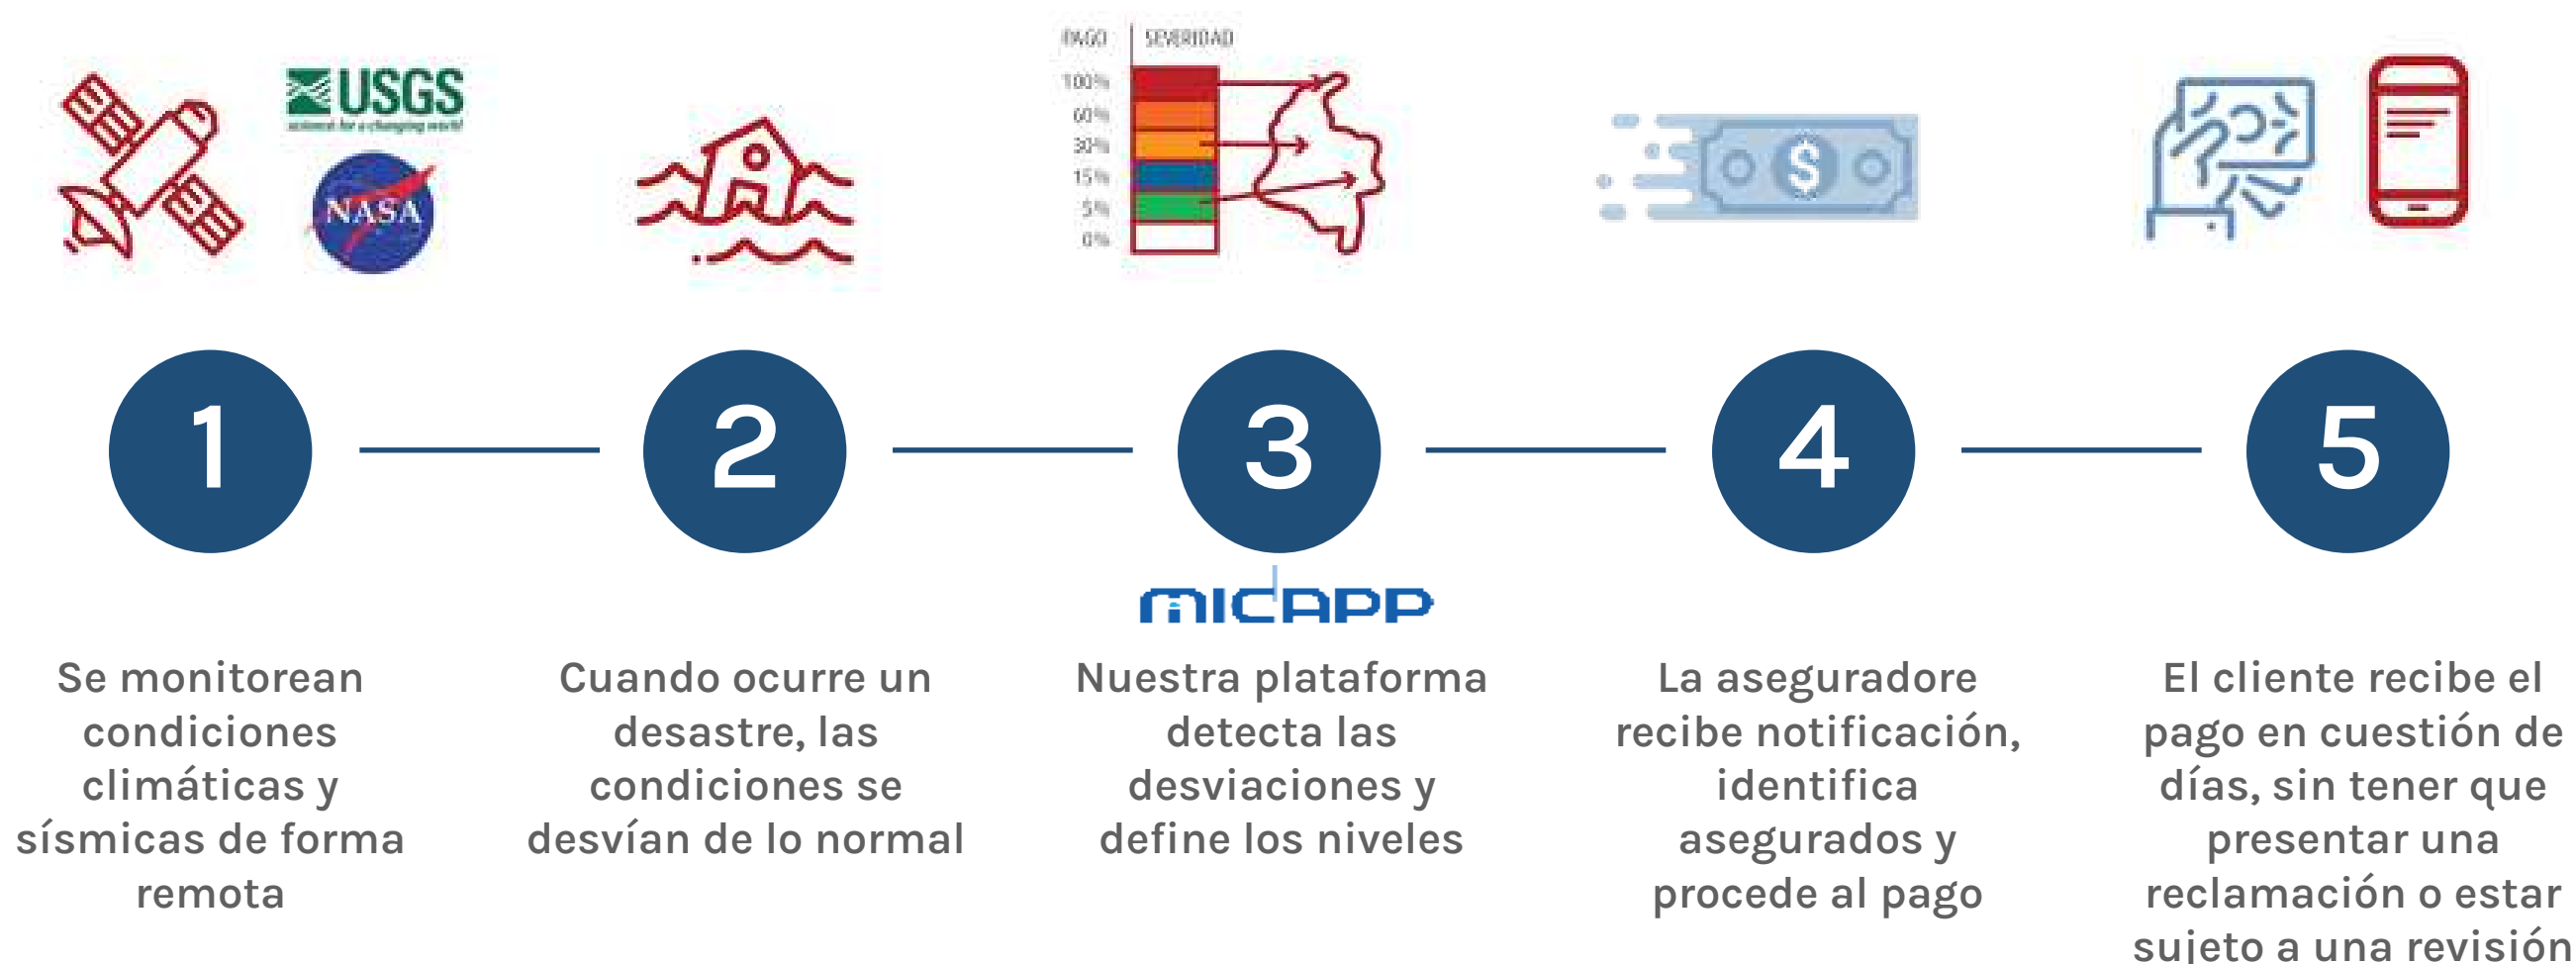 PAGO SEVERIDAD
100%
60%
30%
15%
5%
0%
USGS
science for a changing world
NASA
$
1
2
3
4
5
MICAPP
Se monitorean
condiciones
climáticas y
sísmicas de forma
remota
Cuando ocurre un
desastre, las
condiciones se
desvían de lo normal
Nuestra plataforma
detecta las
desviaciones y
define los niveles
La aseguradore
recibe notificación,
identifica
asegurados y
procede al pago
El cliente recibe el
pago en cuestión de
días, sin tener que
presentar una
reclamación o estar
sujeto a una revisión